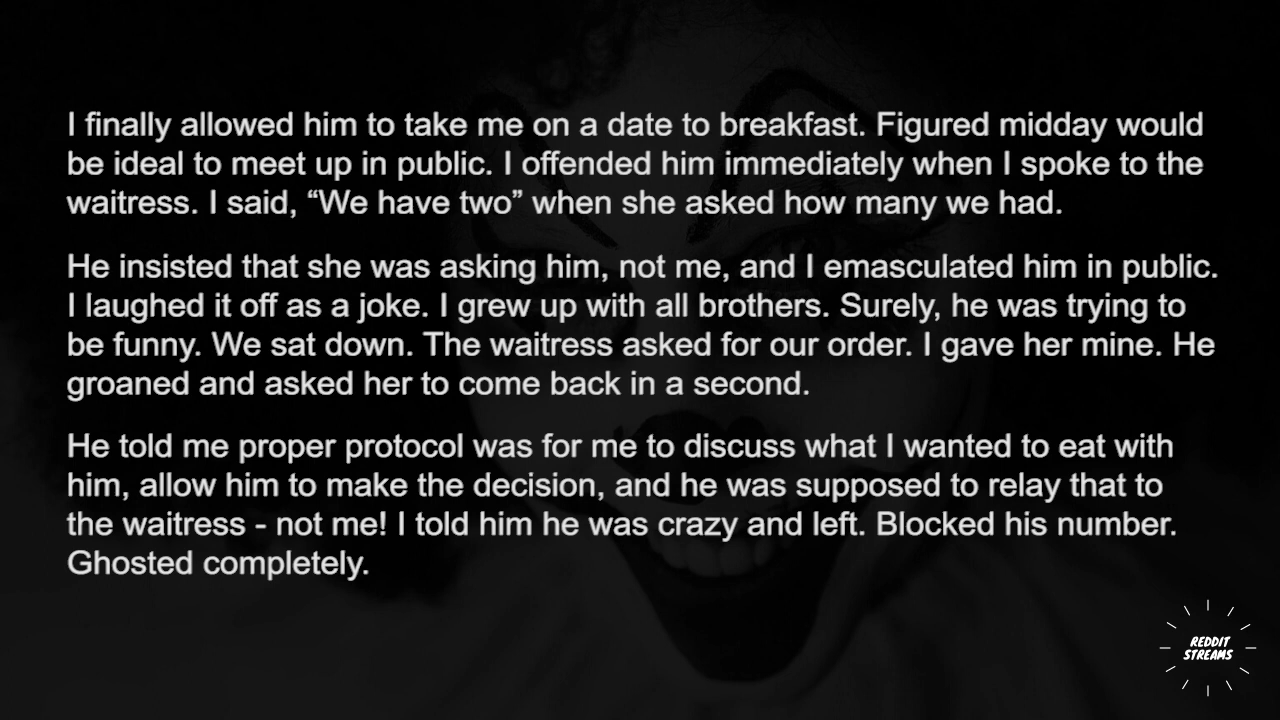 I finally allowed him to take me on a date to breakfast. Figured midday would
be ideal to meet up in public. I offended him immediately when I spoke to the
waitress. I said, “We have two” when she asked how many we had.
He insisted that she was asking him, not me, and I emasculated him in public.
I laughed it off as a joke. I grew up with all brothers. Surely, he was trying to
be funny. We sat down. The waitress asked for our order. I gave her mine. He
groaned and asked her to come back in a second.
He told me proper protocol was for me to discuss what I wanted to eat with
him, allow him to make the decision, and he was supposed to relay that to
the waitress - not me! I told him he was crazy and left. Blocked his number.
Ghosted completely.
REDDIT
STREAMS